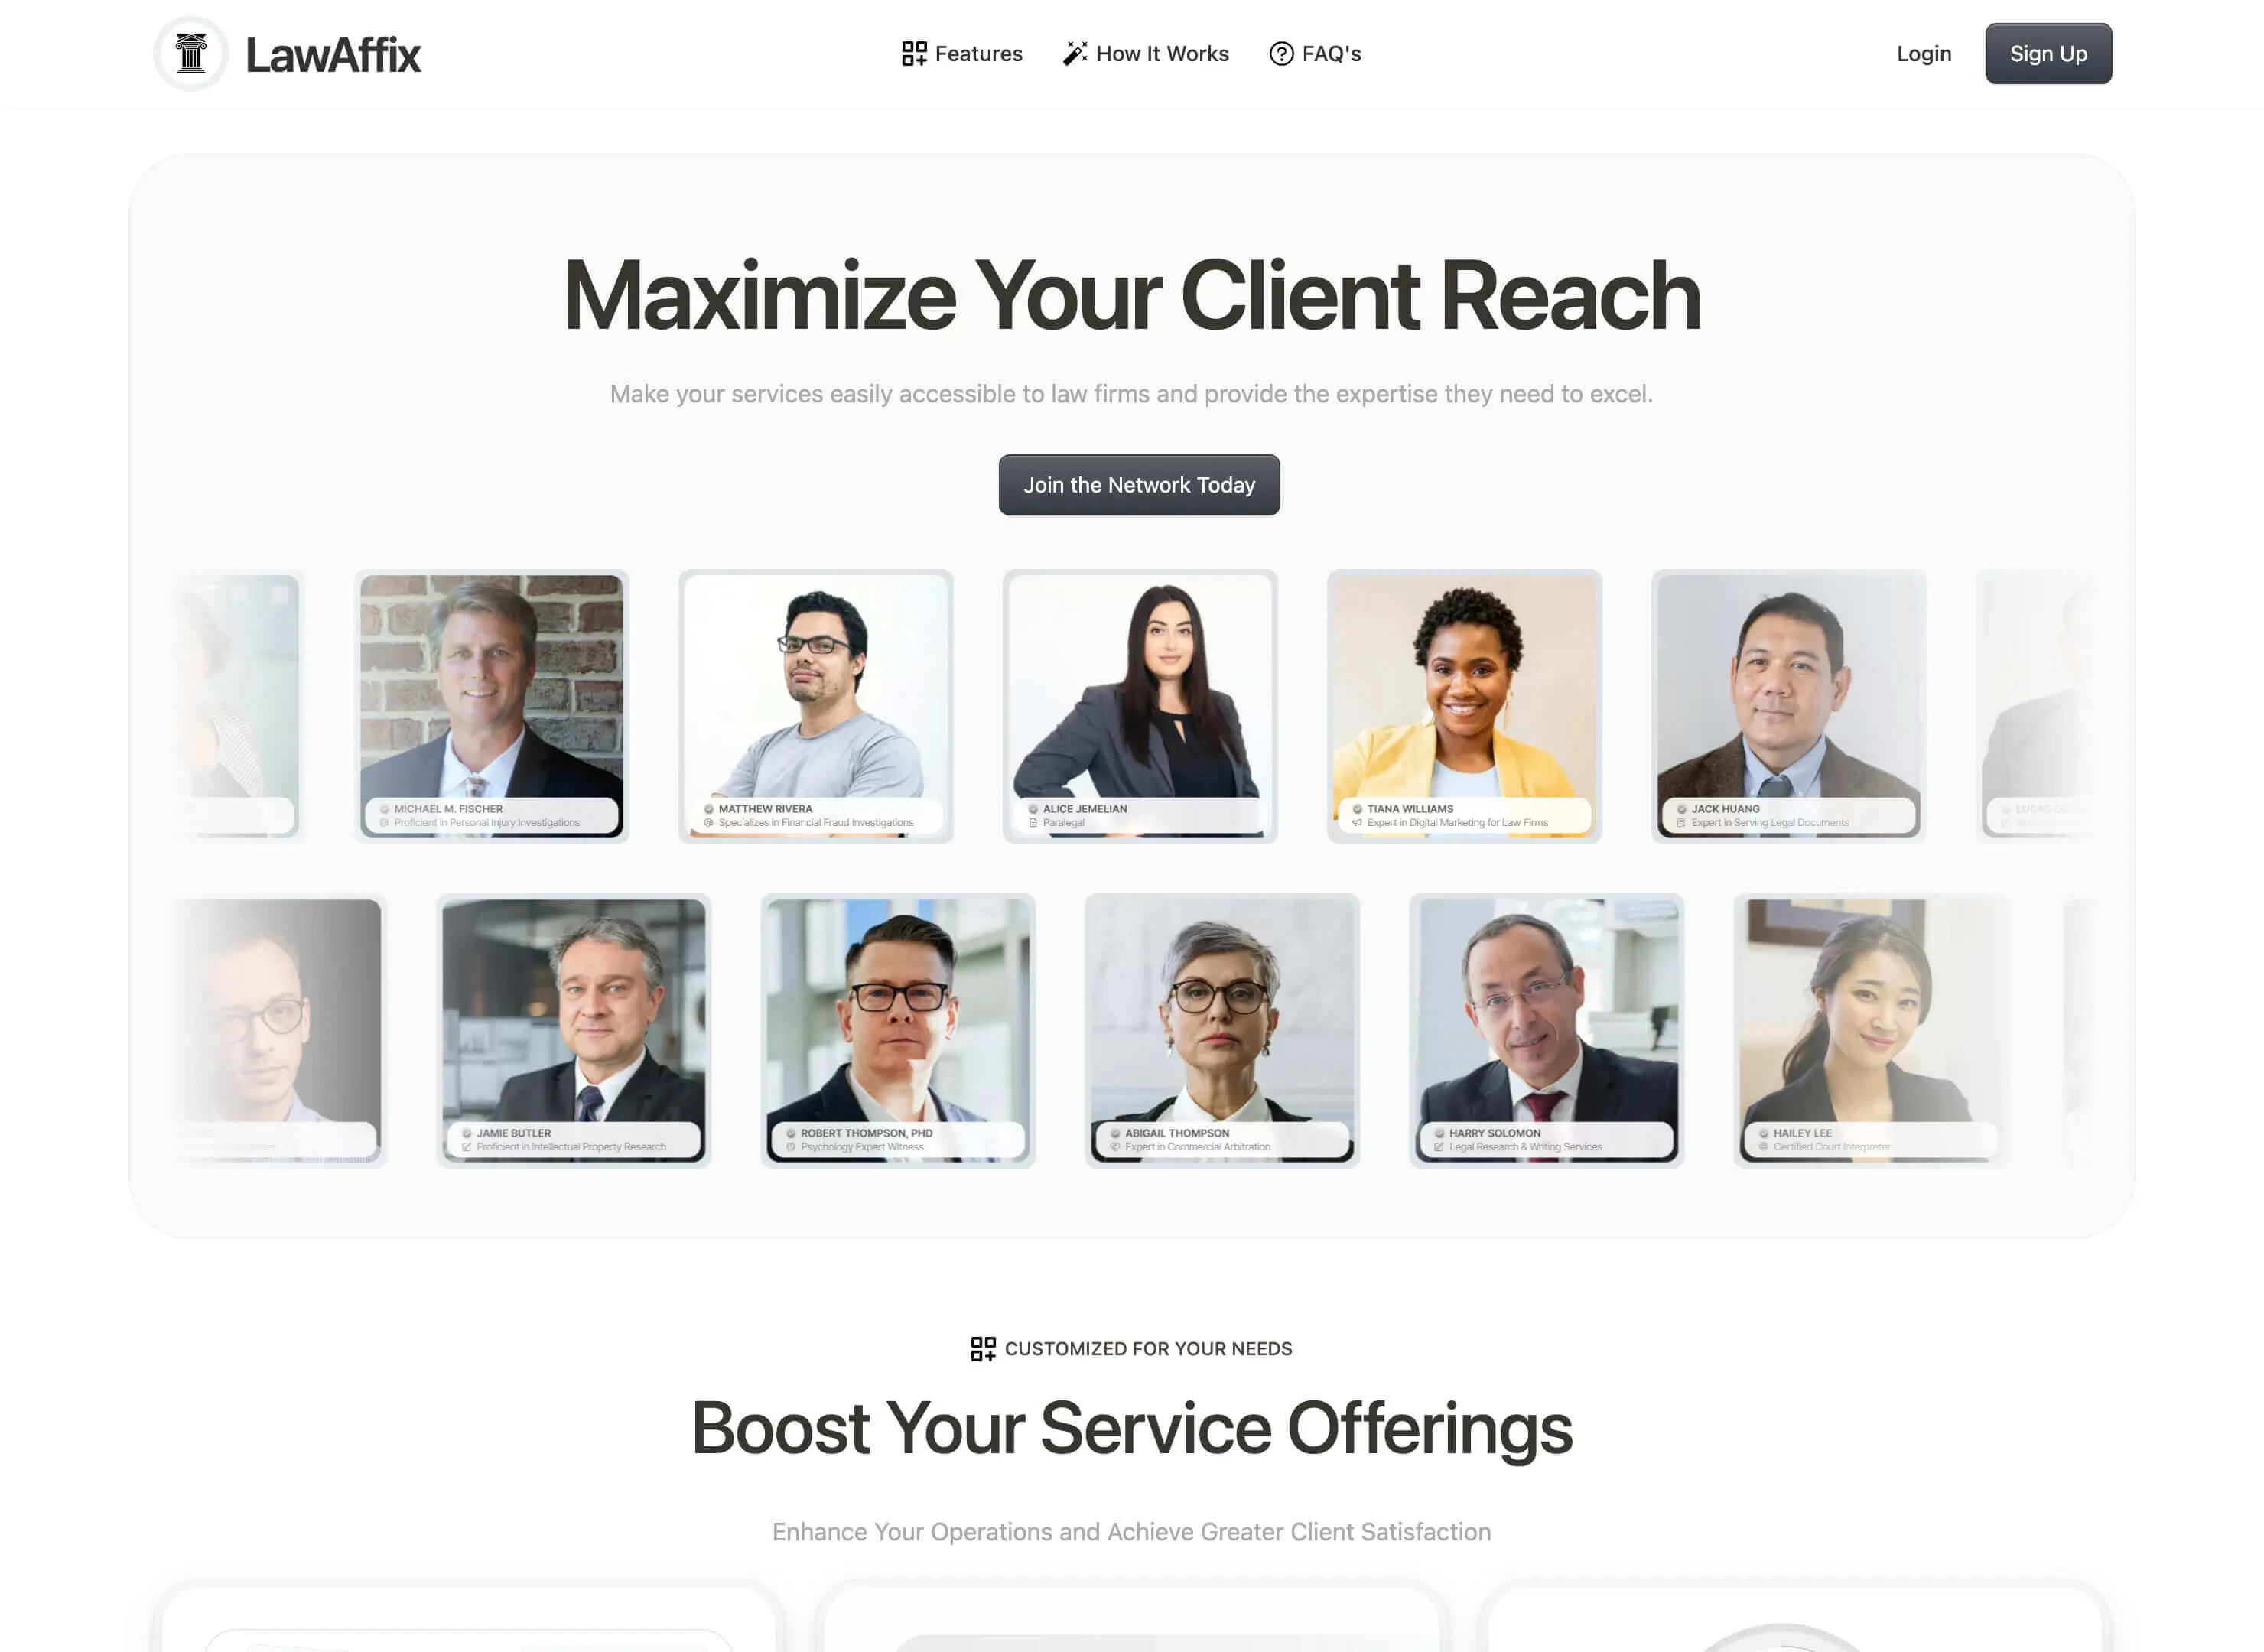 LawAffix
Features
How It Works
FAQ's
Login
Sign Up
Maximize Your Client Reach
Make your services easily accessible to law firms and provide the expertise they need to excel.
Join the Network Today
MICHAEL M. FISCHER
Proficient in Personal Injury Investigations
MATTHEW RIVERA
Specializes in Financial Fraud Investigations
ALICE JEMELIAN
Paralegal
TIANA WILLIAMS
Expert in Digital Marketing for Law Firms
JACK HUANG
Expert in Serving Legal Documents
LUCAS
JAMIE BUTLER
Proficient in Intellectual Property Research
ROBERT THOMPSON, PHD
Psychology Expert Witness
ABIGAIL THOMPSON
Expert in Commercial Arbitration
HARRY SOLOMON
Legal Research & Writing Services
HAILEY LEE
Certified Court Interpreter
CUSTOMIZED FOR YOUR NEEDS
Boost Your Service Offerings
Enhance Your Operations and Achieve Greater Client Satisfaction